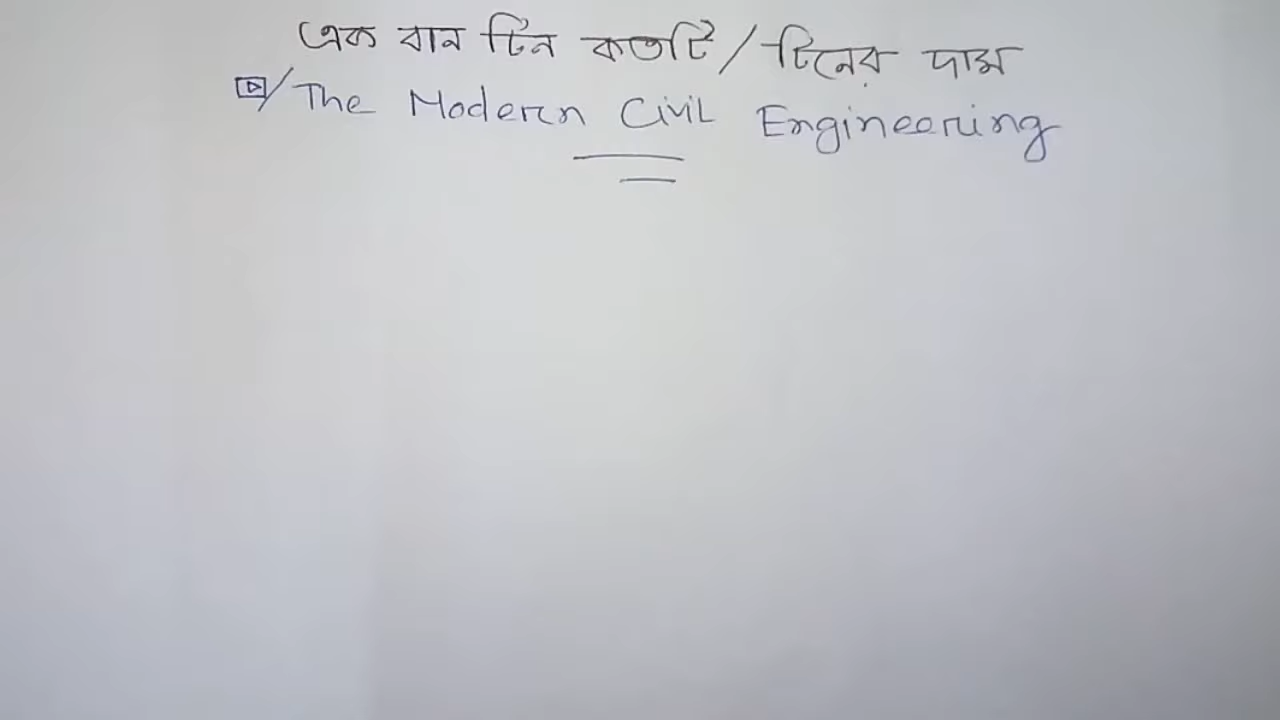 এক বান টিন কতটি / টিনের দাম
/ The Modern Civil Engineering